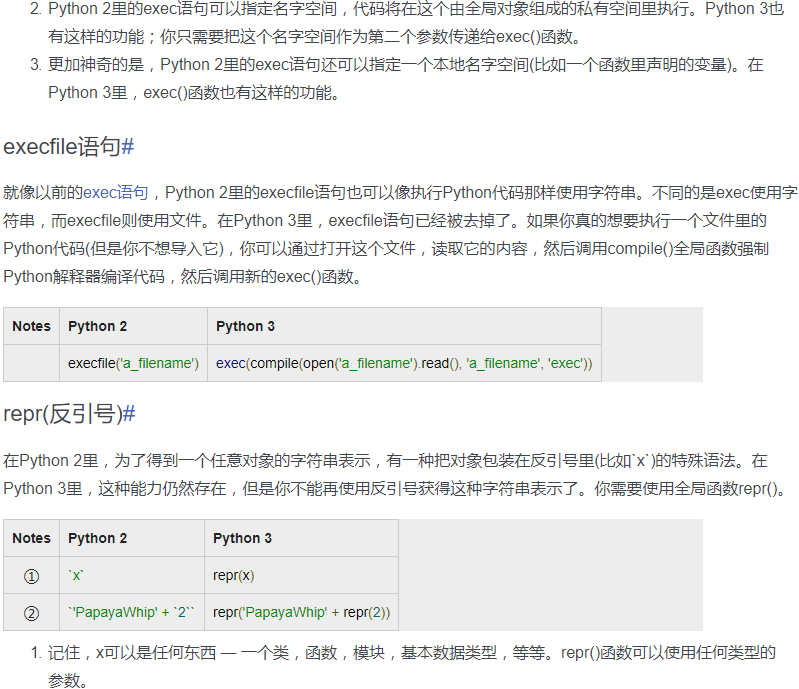 2. Python 2里的exec语句可以指定名字空间，代码将在这个由全局对象组成的私有空间里执行。Python 3也
有这样的功能；你只需要把这个名字空间作为第二个参数传递给exec()函数。
3. 更加神奇的是，Python 2里的exec语句还可以指定一个本地名字空间(比如一个函数里声明的变量)。在
Python 3里，exec()函数也有这样的功能。
execfile语句#
就像以前的exec语句，Python 2里的execfile语句也可以像执行Python代码那样使用字符串。不同的是exec使用字
符串，而execfile则使用文件。在Python 3里，execfile语句已经被去掉了。如果你真的想要执行一个文件里的
Python代码(但是你不想导入它)，你可以通过打开这个文件，读取它的内容，然后调用compile()全局函数强制
Python解释器编译代码，然后调用新的exec()函数。
Notes Python 2 Python 3
execfile('a_filename') exec(compile(open('a_filename').read(), 'a_filename', 'exec'))
repr(反引号)#
在Python 2里，为了得到一个任意对象的字符串表示，有一种把对象包装在反引号里(比如`x`)的特殊语法。在
Python 3里，这种能力仍然存在，但是你不能再使用反引号获得这种字符串表示了。你需要使用全局函数repr()。
Notes Python 2 Python 3
① `x` repr(x)
② `'PapayaWhip' + `2`` repr('PapayaWhip' + repr(2))
1. 记住，x可以是任何东西 — 一个类，函数，模块，基本数据类型，等等。repr()函数可以使用任何类型的
参数。